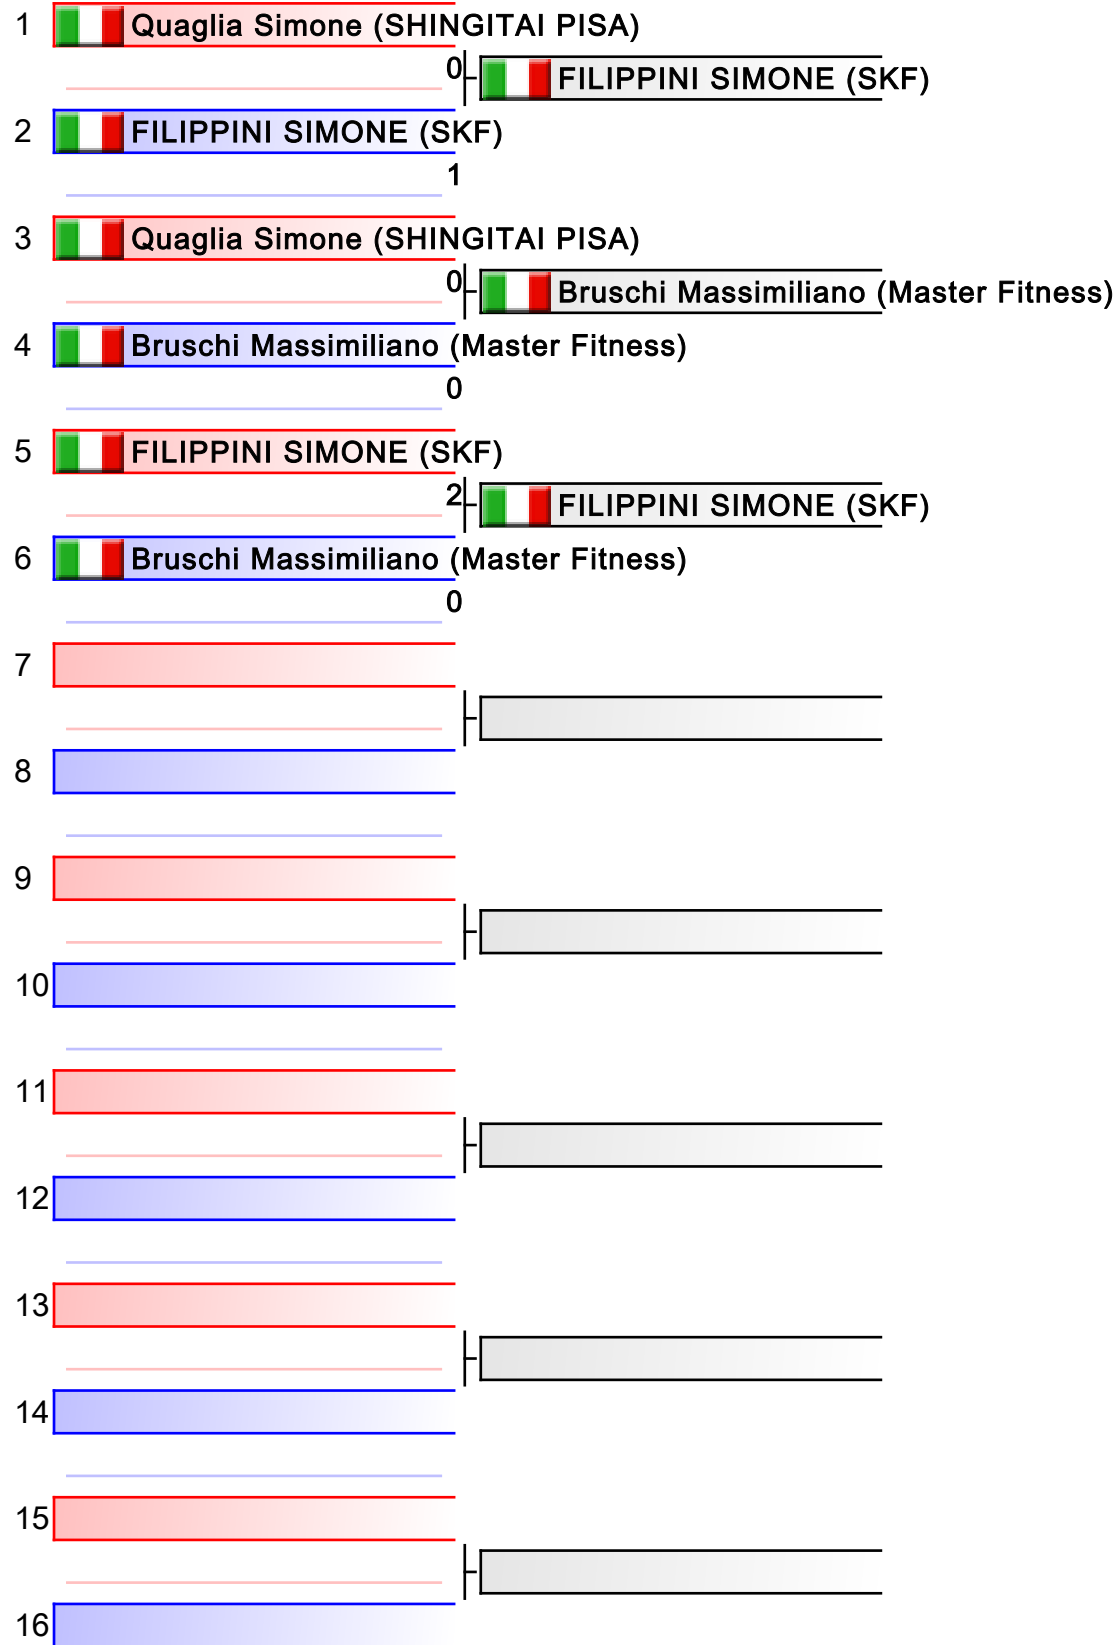 1 Quaglia Simone (SHINGITAI PISA)
0 FILIPPINI SIMONE (SKF)
2 FILIPPINI SIMONE (SKF)
1
3 Quaglia Simone (SHINGITAI PISA)
0 Bruschi Massimiliano (Master Fitness)
4 Bruschi Massimiliano (Master Fitness)
0
5 FILIPPINI SIMONE (SKF)
2 FILIPPINI SIMONE (SKF)
6 Bruschi Massimiliano (Master Fitness)
0
7
8
9
10
11
12
13
14
15
16